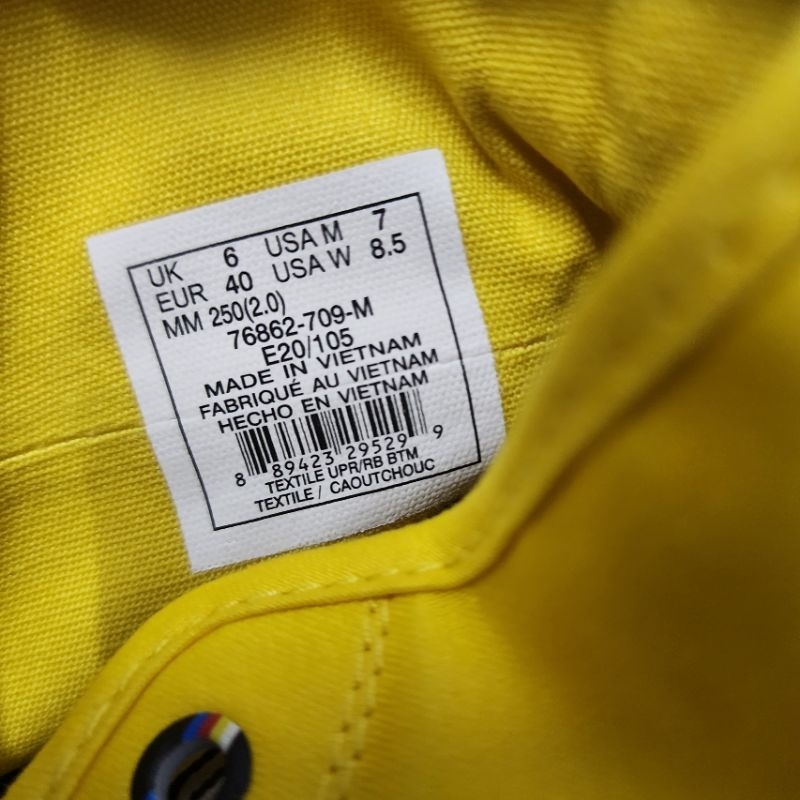 UK 6 USA M 7
EUR 40 USA W 8.5
MM 250(2.0)
76862-709-M
E20/105
MADE IN VIETNAM
FABRIQUÉ AU VIETNAM
HECHO EN VIETNAM
8 89423 29529 9
TEXTILE UPR/RB BTM
TEXTILE / CAOUTCHOUC